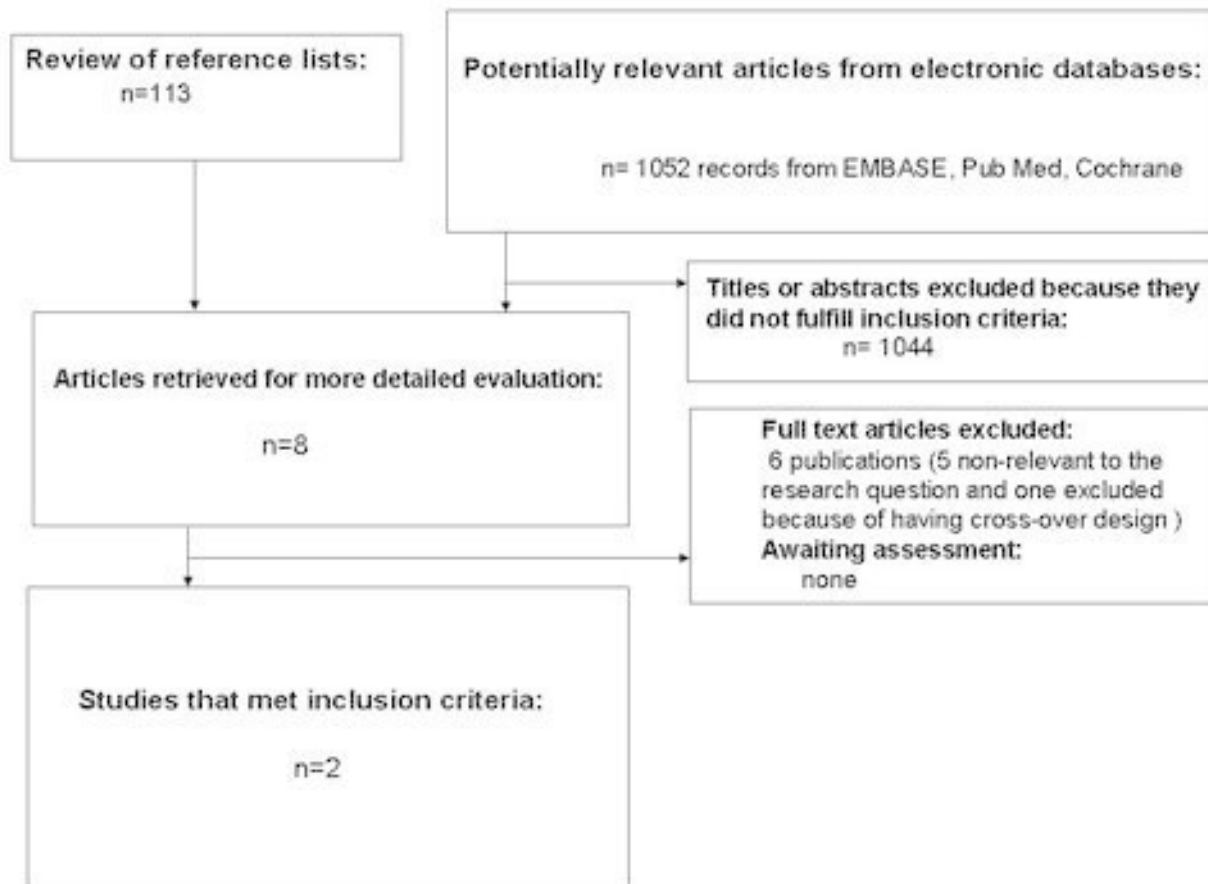 Review of reference lists:
n=113
Potentially relevant articles from electronic databases:
n= 1052 records from EMBASE, Pub Med, Cochrane
Titles or abstracts excluded because they
did not fulfill inclusion criteria:
n= 1044
Articles retrieved for more detailed evaluation:
n=8
Full text articles excluded:
6 publications (5 non-relevant to the
research question and one excluded
because of having cross-over design )
Awaiting assessment:
none
Studies that met inclusion criteria:
n=2